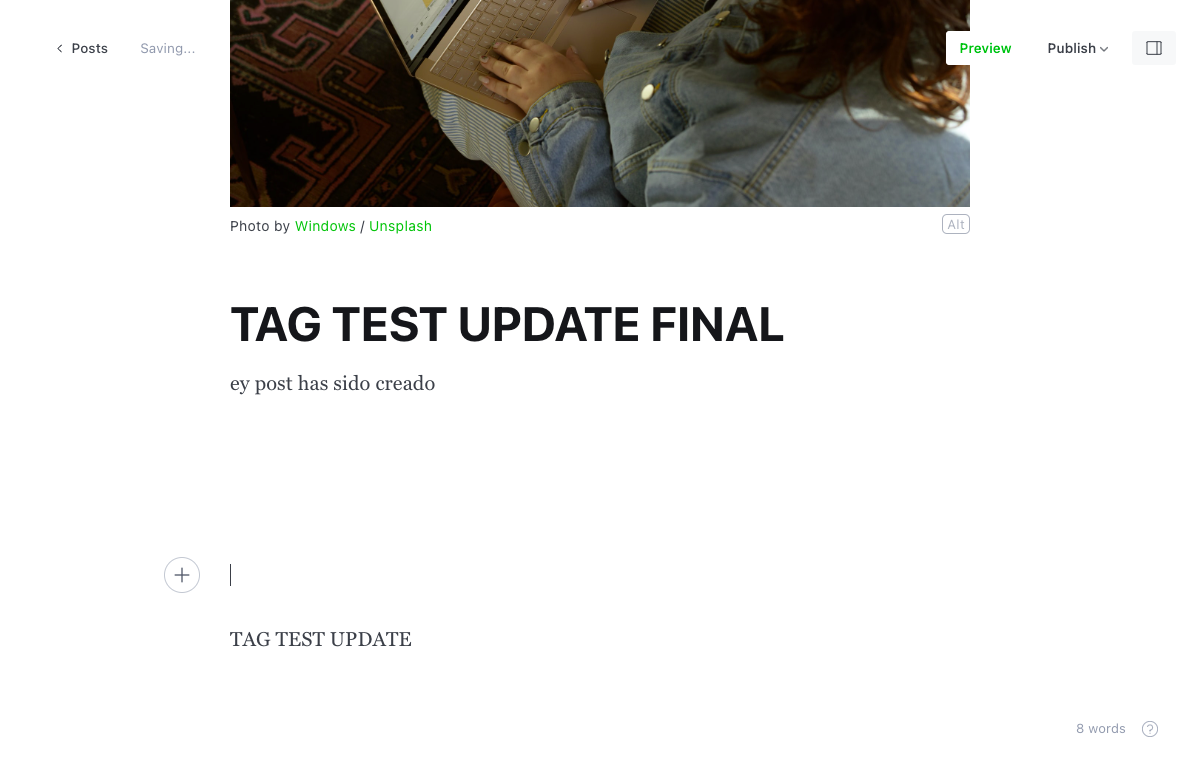 Posts
Saving...
Preview
Publish
Photo by Windows / Unsplash
Alt
TAG TEST UPDATE FINAL
ey post has sido creado
TAG TEST UPDATE
8 words
?